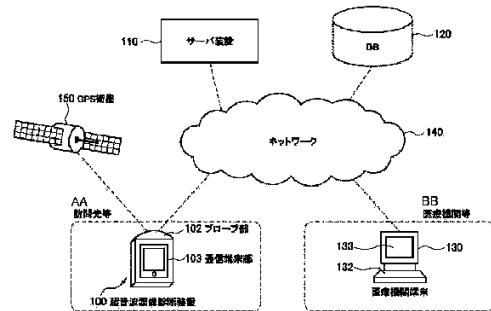 110
サーバ装置
DB
120
150 GPS衛星
ネットワーク
140
AA
訪問先等
102 プローブ部
103 通信端末部
100 超音波画像診断装置
BB
医療機関等
133
132
130
医療機関端末